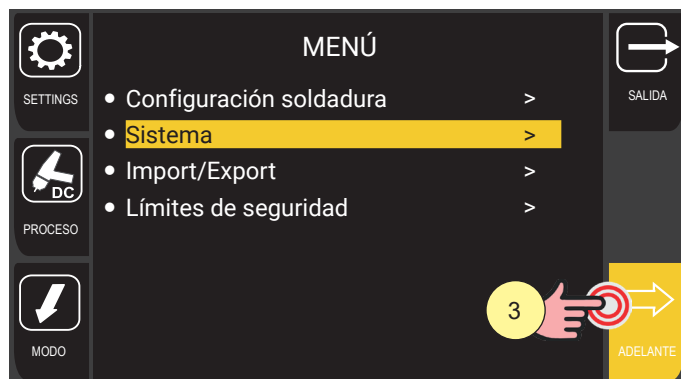 MENÚ
SETTINGS
SALIDA
• Configuración soldadura >
• Sistema >
• Import/Export >
• Límites de seguridad >
DC
PROCESO
3
MODO
ADELANTE